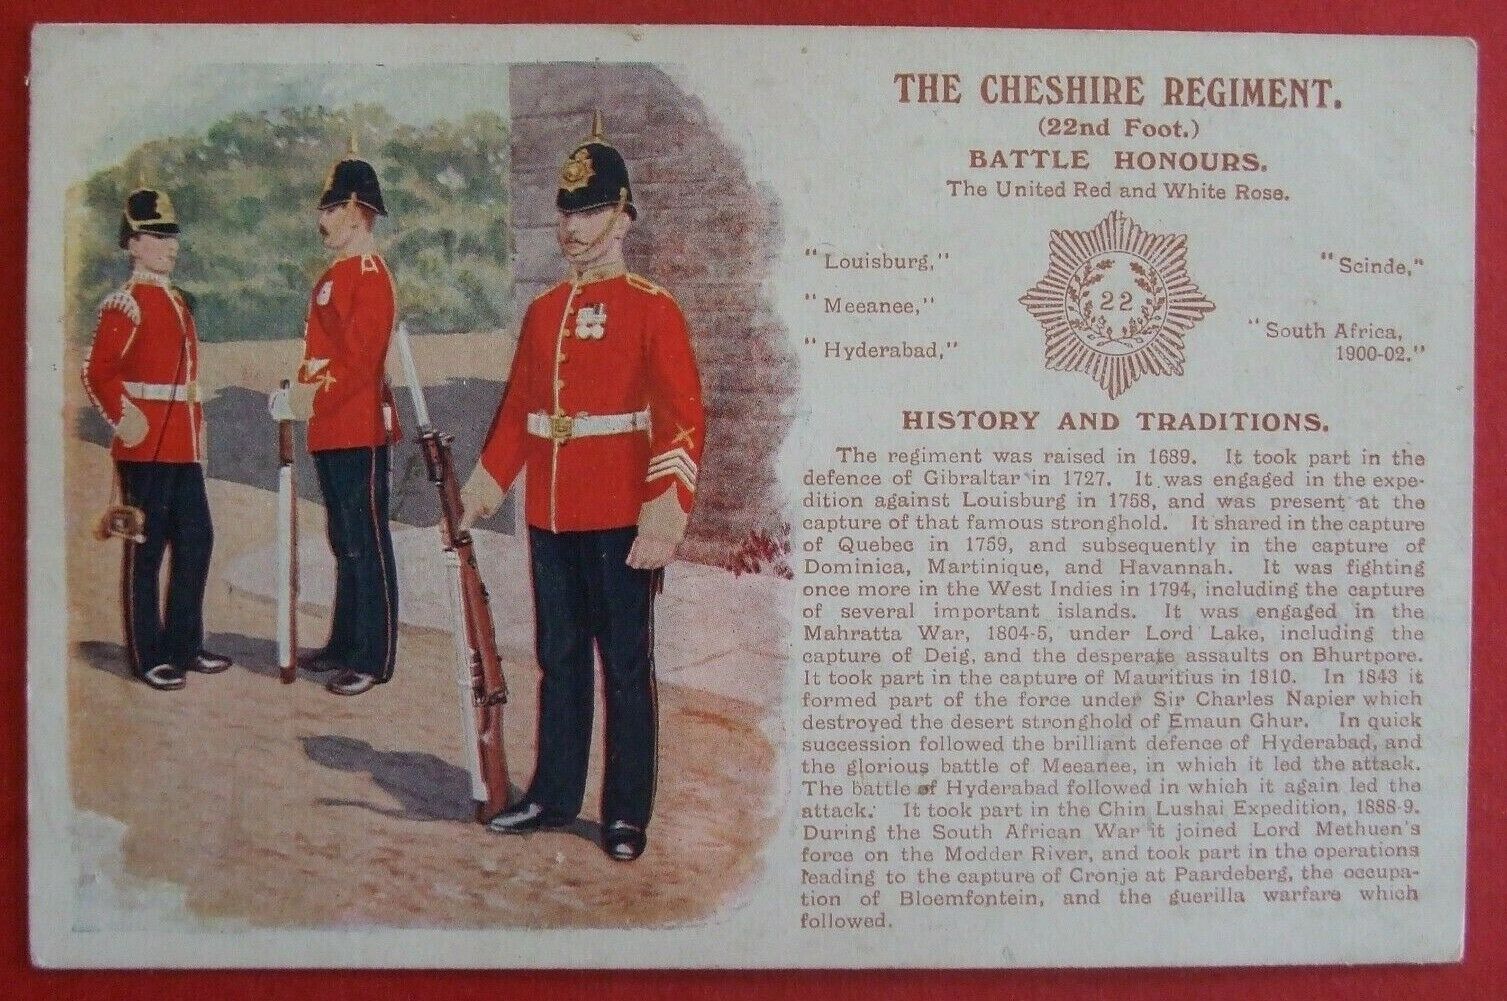 THE CHESHIRE REGIMENT.
(22nd Foot.)
BATTLE HONOURS.
The United Red and White Rose.
"Louisburg,"
"Meeanee,"
"Hyderabad,"
22
"Scinde,"
"South Africa,
1900-02."
HISTORY AND TRADITIONS.
The regiment was raised in 1689. It took part in the
defence of Gibraltar in 1727. It was engaged in the expe-
dition against Louisburg in 1758, and was present at the
capture of that famous stronghold. It shared in the capture
of Quebec in 1759, and subsequently in the capture of
Dominica, Martinique, and Havannah. It was fighting
once more in the West Indies in 1794, including the capture
of several important islands. It was engaged in the
Mahratta War, 1804-5, under Lord Lake, including the
capture of Deig, and the desperate assaults on Bhurtpore.
It took part in the capture of Mauritius in 1810. In 1843 it
formed part of the force under Sir Charles Napier which
destroyed the desert stronghold of Emaun Ghur. In quick
succession followed the brilliant defence of Hyderabad, and
the glorious battle of Meeanee, in which it led the attack.
The battle of Hyderabad followed in which it again led the
attack. It took part in the Chin Lushai Expedition, 1888-9.
During the South African War it joined Lord Methuen's
force on the Modder River, and took part in the operations
leading to the capture of Cronje at Paardeberg, the occupa-
tion of Bloemfontein, and the guerilla warfare which
followed.